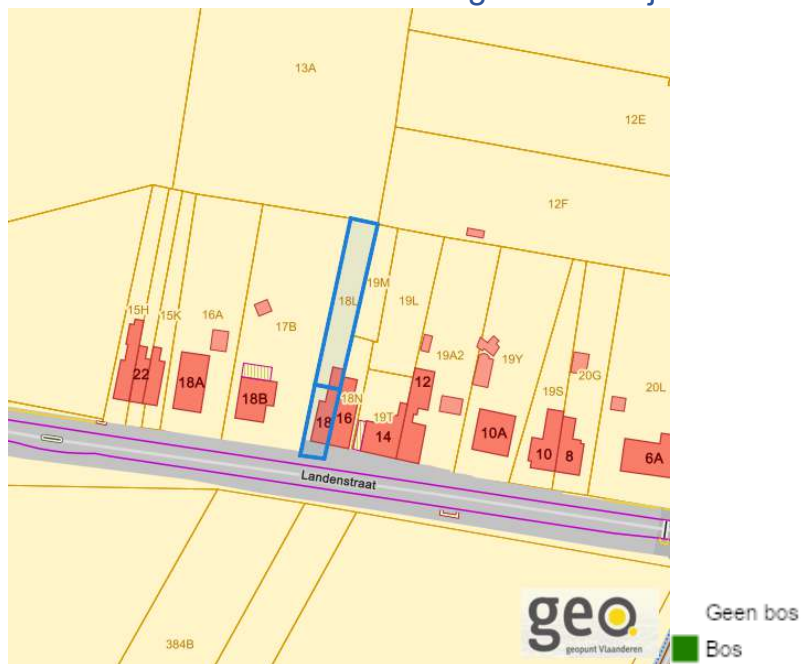 13A
12E
12F
19M
18L
19L
15H
15K
16A
17B
19A2
19Y
20G
19S
20L
22
18A
18B
18
16
18N
12
19T
14
10A
10
8
6A
Landenstraat
384B
geo
geopunt Vlaanderen
Geen bos
Bos